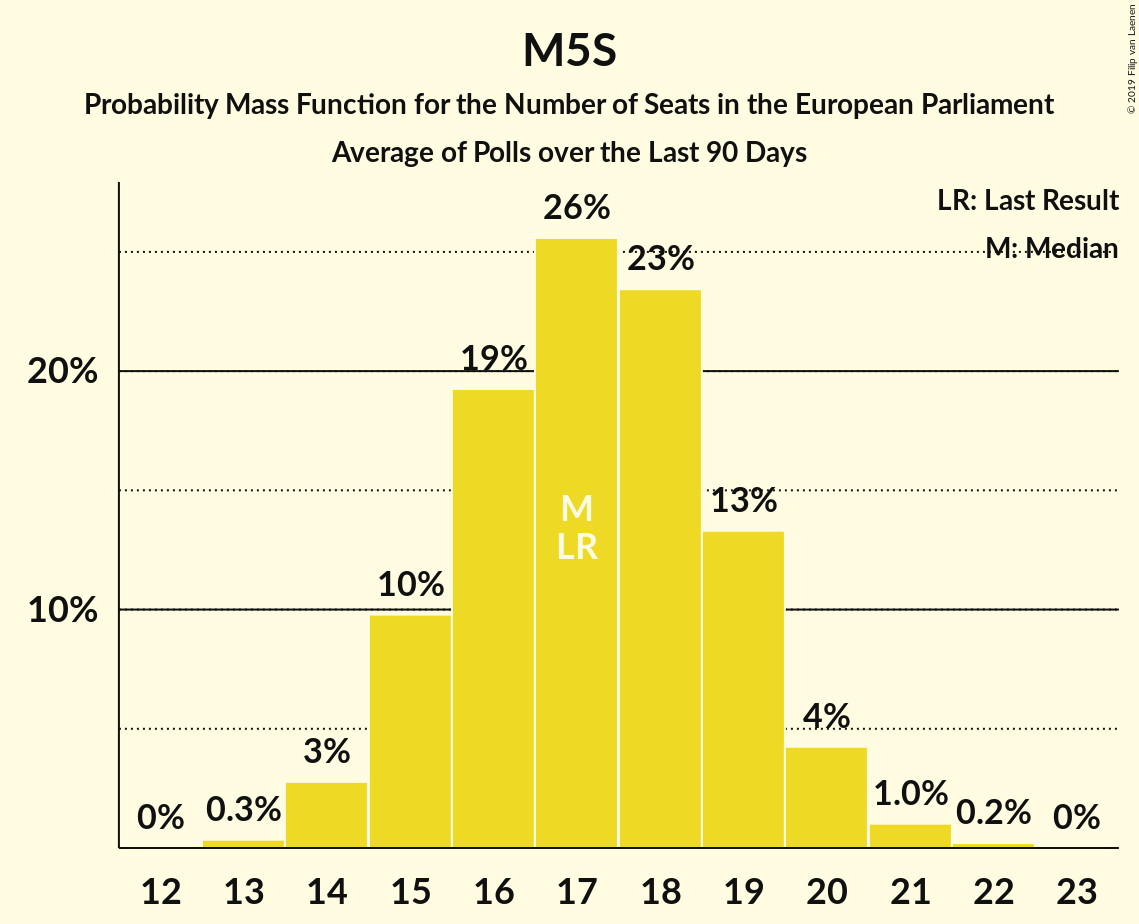 M5S
Probability Mass Function for the Number of Seats in the European Parliament
Average of Polls over the Last 90 Days
© 2019 Filip van Laenen
LR: Last Result
M: Median
20%
10%
0%
0.3%
3%
10%
19%
26%
23%
13%
4%
1.0%
0.2%
0%
M
LR
12 13 14 15 16 17 18 19 20 21 22 23